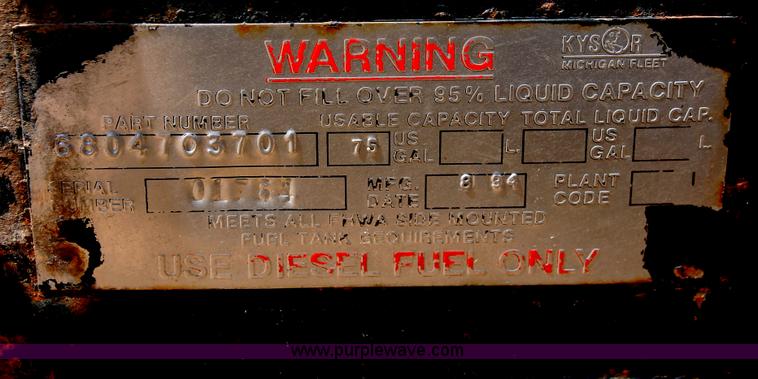 WARNING
KYSOR
MICHIGAN FLEET
DO NOT FILL OVER 95% LIQUID CAPACITY
PART NUMBER USABLE CAPACITY TOTAL LIQUID CAP.
6804703701 75 US GAL L. US GAL L.
SERIAL NUMBER MFG. DATE 94 PLANT CODE
MEETS ALL FHWA SIDE MOUNTED
FUEL TANK REQUIREMENTS
USE DIESEL FUEL ONLY
www.purplewave.com